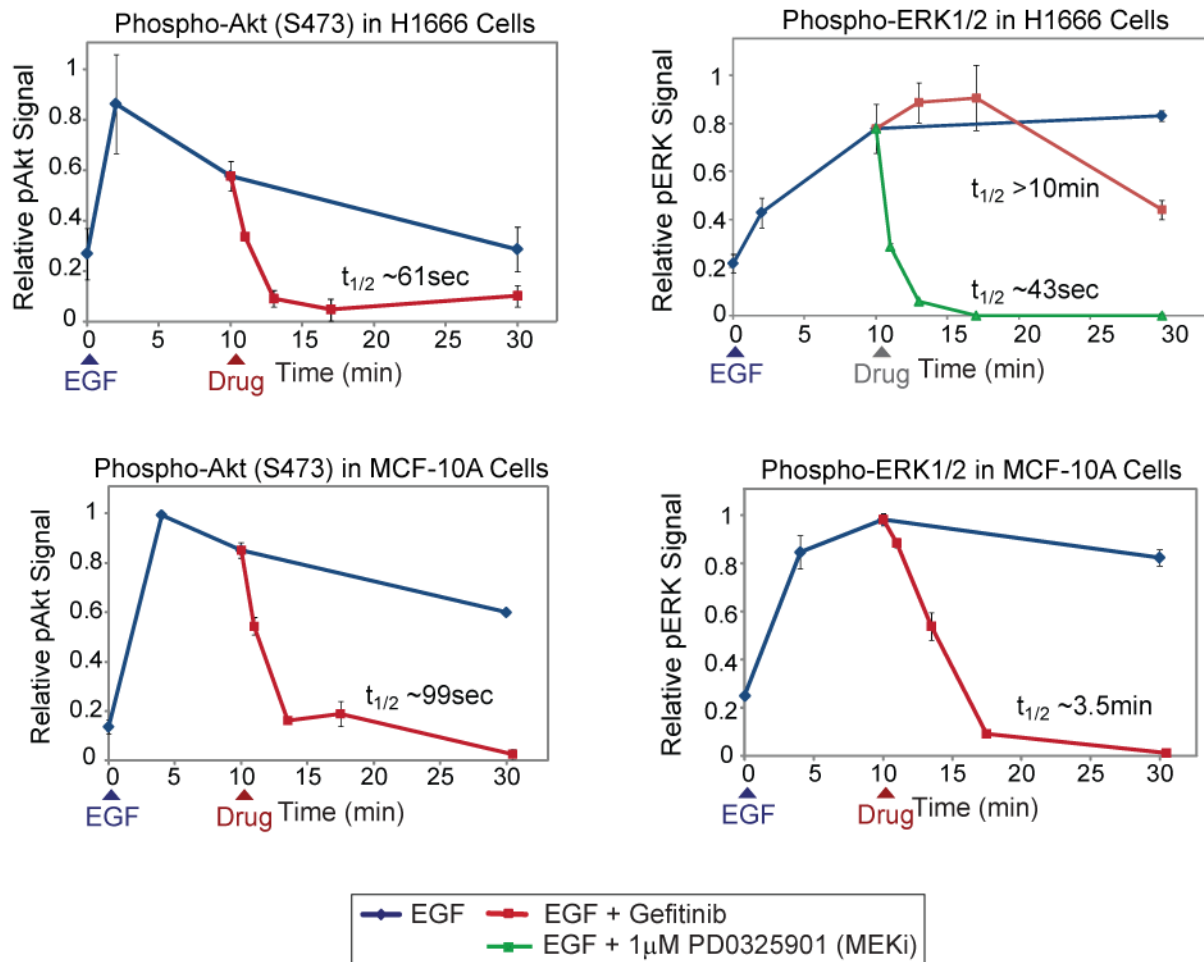 Phospho-Akt (S473) in H1666 Cells
Relative pAkt Signal
1
0.8
0.6
0.4
0.2
0
t1/2 ~61sec
0 5 10 15 20 25 30
EGF
Drug
Time (min)
Phospho-ERK1/2 in H1666 Cells
Relative pERK Signal
1
0.8
0.6
0.4
0.2
0
t1/2 >10min
t1/2 ~43sec
0 5 10 15 20 25 30
EGF
Drug
Time (min)
Phospho-Akt (S473) in MCF-10A Cells
Relative pAkt Signal
1
0.8
0.6
0.4
0.2
0
t1/2 ~99sec
0 5 10 15 20 25 30
EGF
Drug
Time (min)
Phospho-ERK1/2 in MCF-10A Cells
Relative pERK Signal
1
0.8
0.6
0.4
0.2
0
t1/2 ~3.5min
0 5 10 15 20 25 30
EGF
Drug
Time (min)
EGF
EGF + Gefitinib
EGF + 1μM PD0325901 (MEKi)